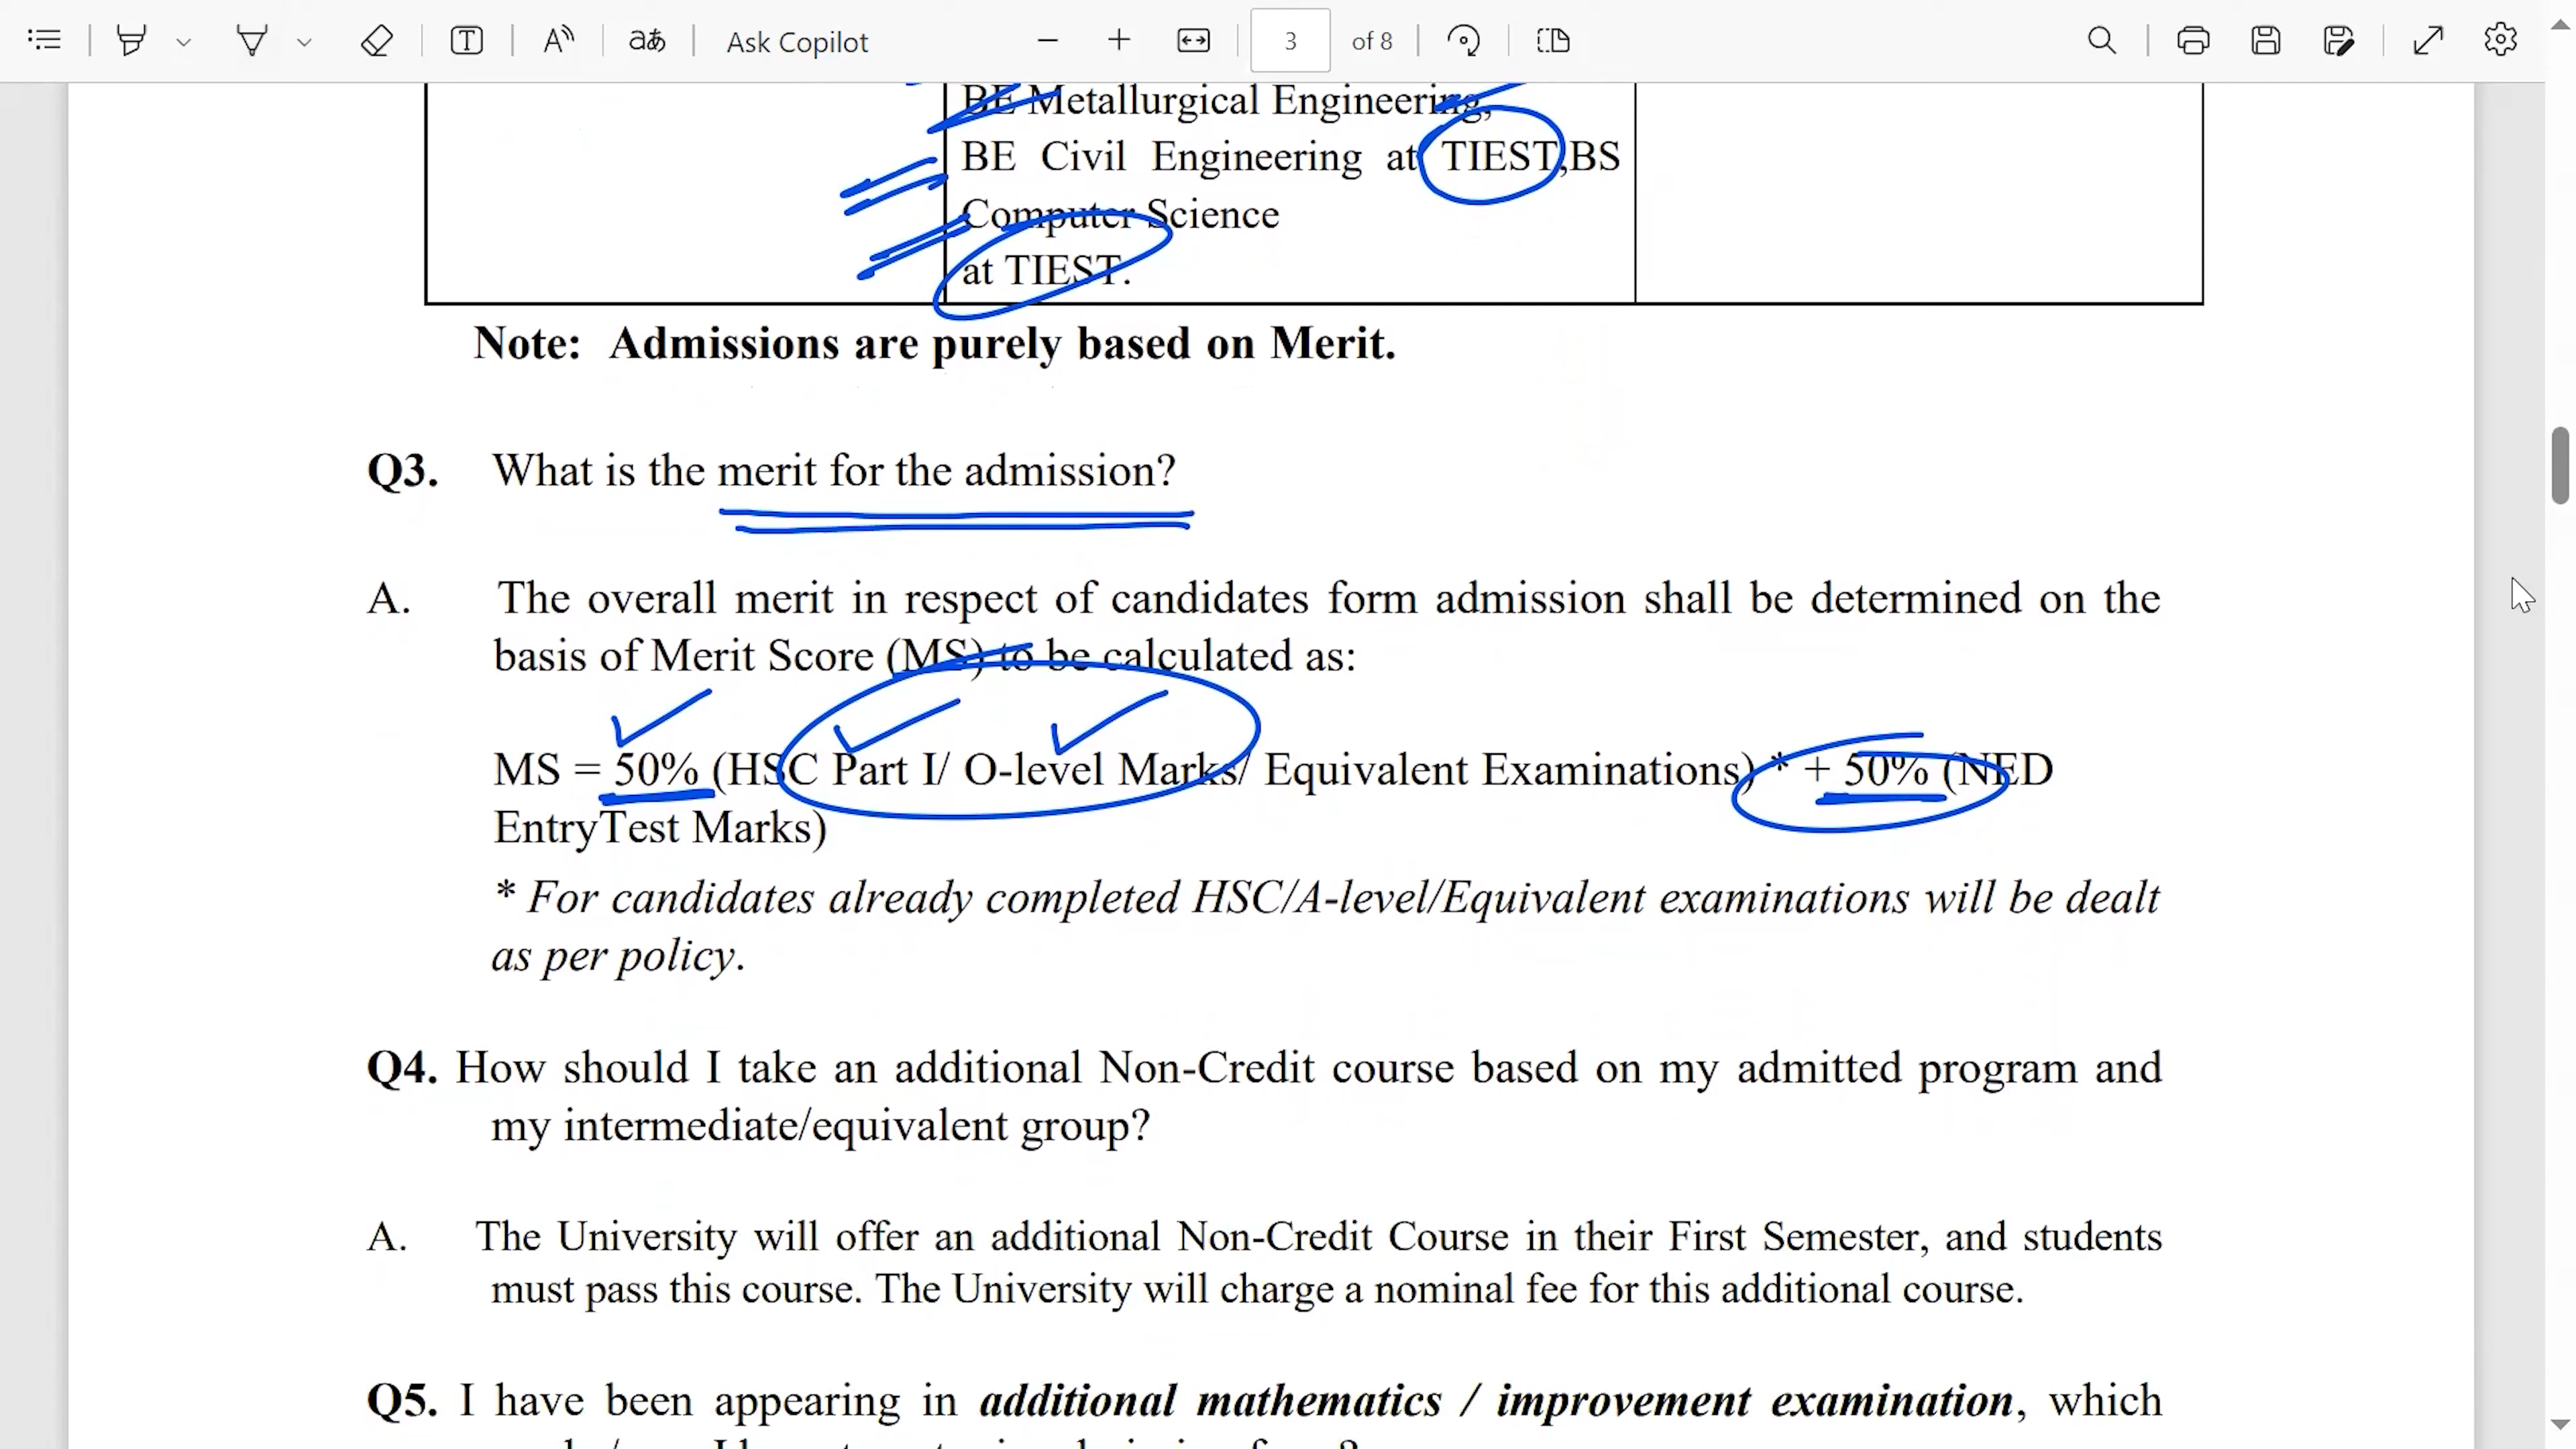 Ask Copilot
3 of 8
BE Metallurgical Engineering,
BE Civil Engineering at TIEST,BS
Computer Science
at TIEST.
Note: Admissions are purely based on Merit.
Q3. What is the merit for the admission?
A. The overall merit in respect of candidates form admission shall be determined on the
basis of Merit Score (MS) to be calculated as:
MS = 50% (HSC Part I/ O-level Marks/ Equivalent Examinations) * + 50% (NED
EntryTest Marks)
* For candidates already completed HSC/A-level/Equivalent examinations will be dealt
as per policy.
Q4. How should I take an additional Non-Credit course based on my admitted program and
my intermediate/equivalent group?
A. The University will offer an additional Non-Credit Course in their First Semester, and students
must pass this course. The University will charge a nominal fee for this additional course.
Q5. I have been appearing in additional mathematics / improvement examination, which